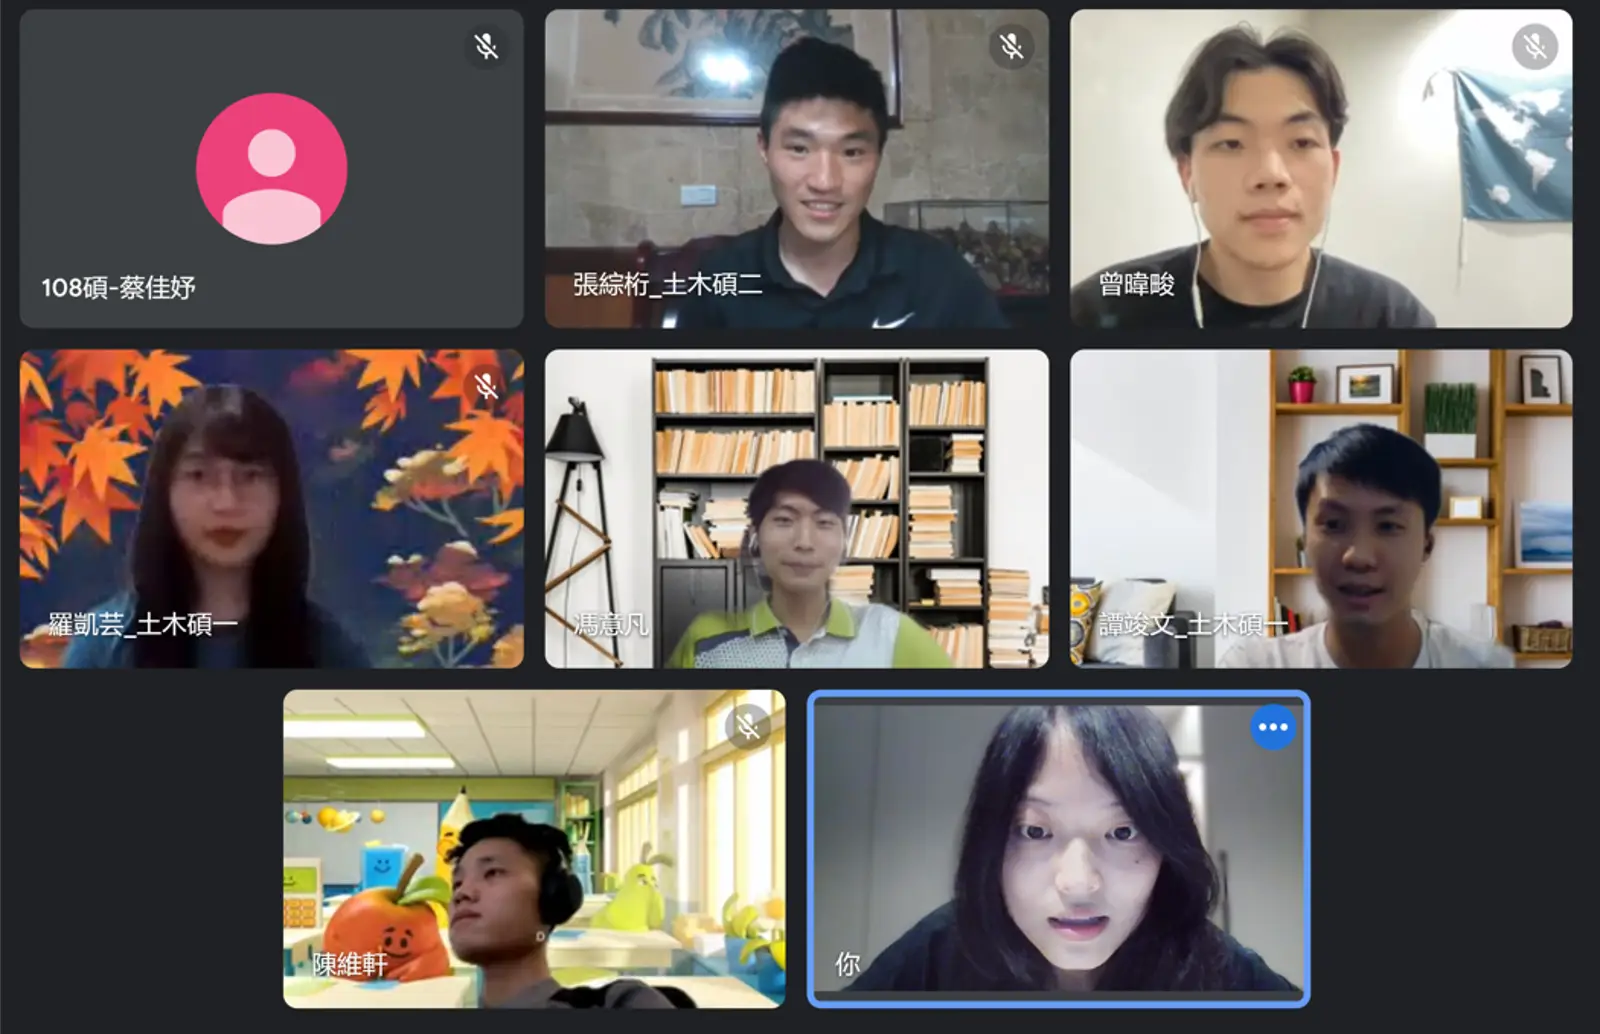 108碩-蔡佳妤
張綜桁_土木碩二
曾暐畯
羅凱芸_土木碩一
馮意凡
譚竣文_土木碩一
陳維軒
你